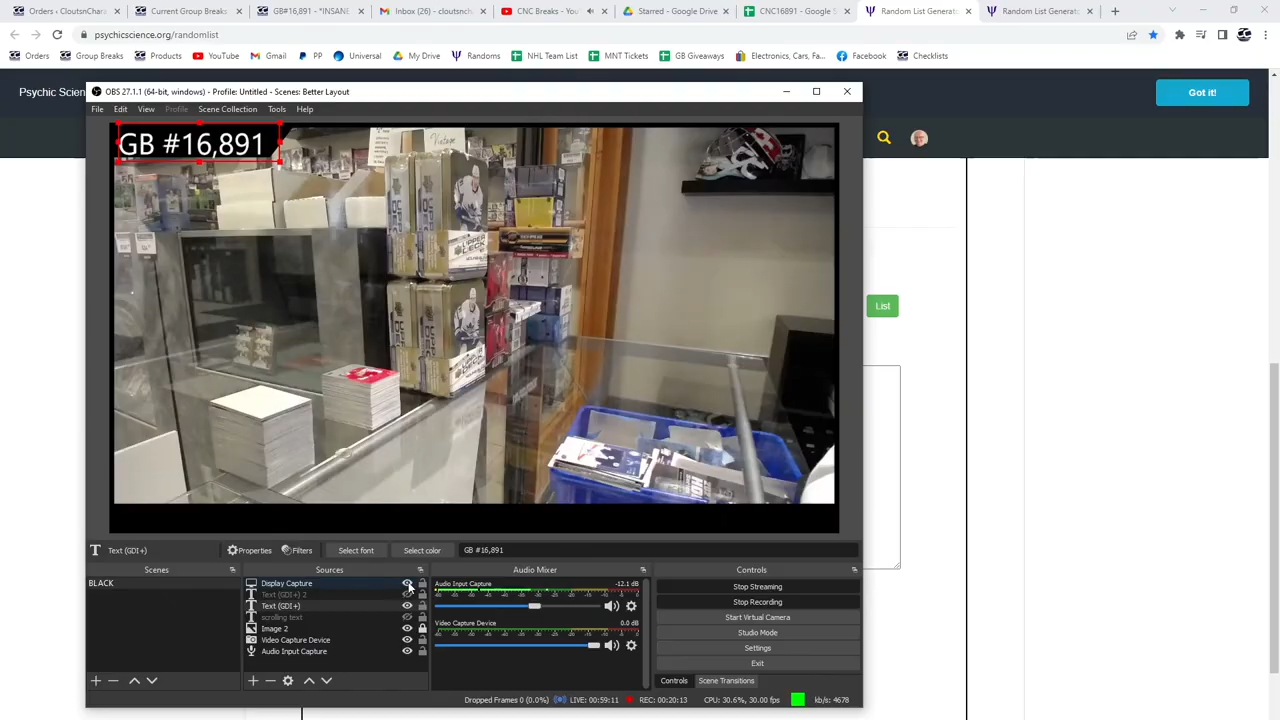 Orders < CloutsnChara
Current Group Breaks
GB#16,891 - *INSANE
Inbox (26) - cloutsnch
CNC Breaks - You
Starred - Google Drive
CNC16891 - Google S
Random List Generato
Random List Generato
psychicscience.org/randomlist
Orders
Group Breaks
Products
YouTube
Gmail
PP
Universal
My Drive
Randoms
NHL Team List
MNT Tickets
GB Giveaways
Electronics, Cars, Fa...
Facebook
Checklists
Psychic Scien
Got it!
OBS 27.1.1 (64-bit, windows) - Profile: Untitled - Scenes: Better Layout
File
Edit
View
Profile
Scene Collection
Tools
Help
GB #16,891
Vintage
UPPER DECK
List
Text (GDI+)
Properties
Filters
Select font
Select color
GB #16,891
Scenes
Sources
Audio Mixer
Controls
BLACK
Display Capture
Text (GDI+) 2
Text (GDI+)
scrolling text
Image 2
Video Capture Device
Audio Input Capture
Audio Input Capture
-12.1 dB
Video Capture Device
0.0 dB
Stop Streaming
Stop Recording
Start Virtual Camera
Studio Mode
Settings
Exit
Controls
Scene Transitions
Dropped Frames 0 (0.0%)
LIVE: 00:59:11
REC: 00:20:13
CPU: 30.6%, 30.00 fps
kb/s: 4678